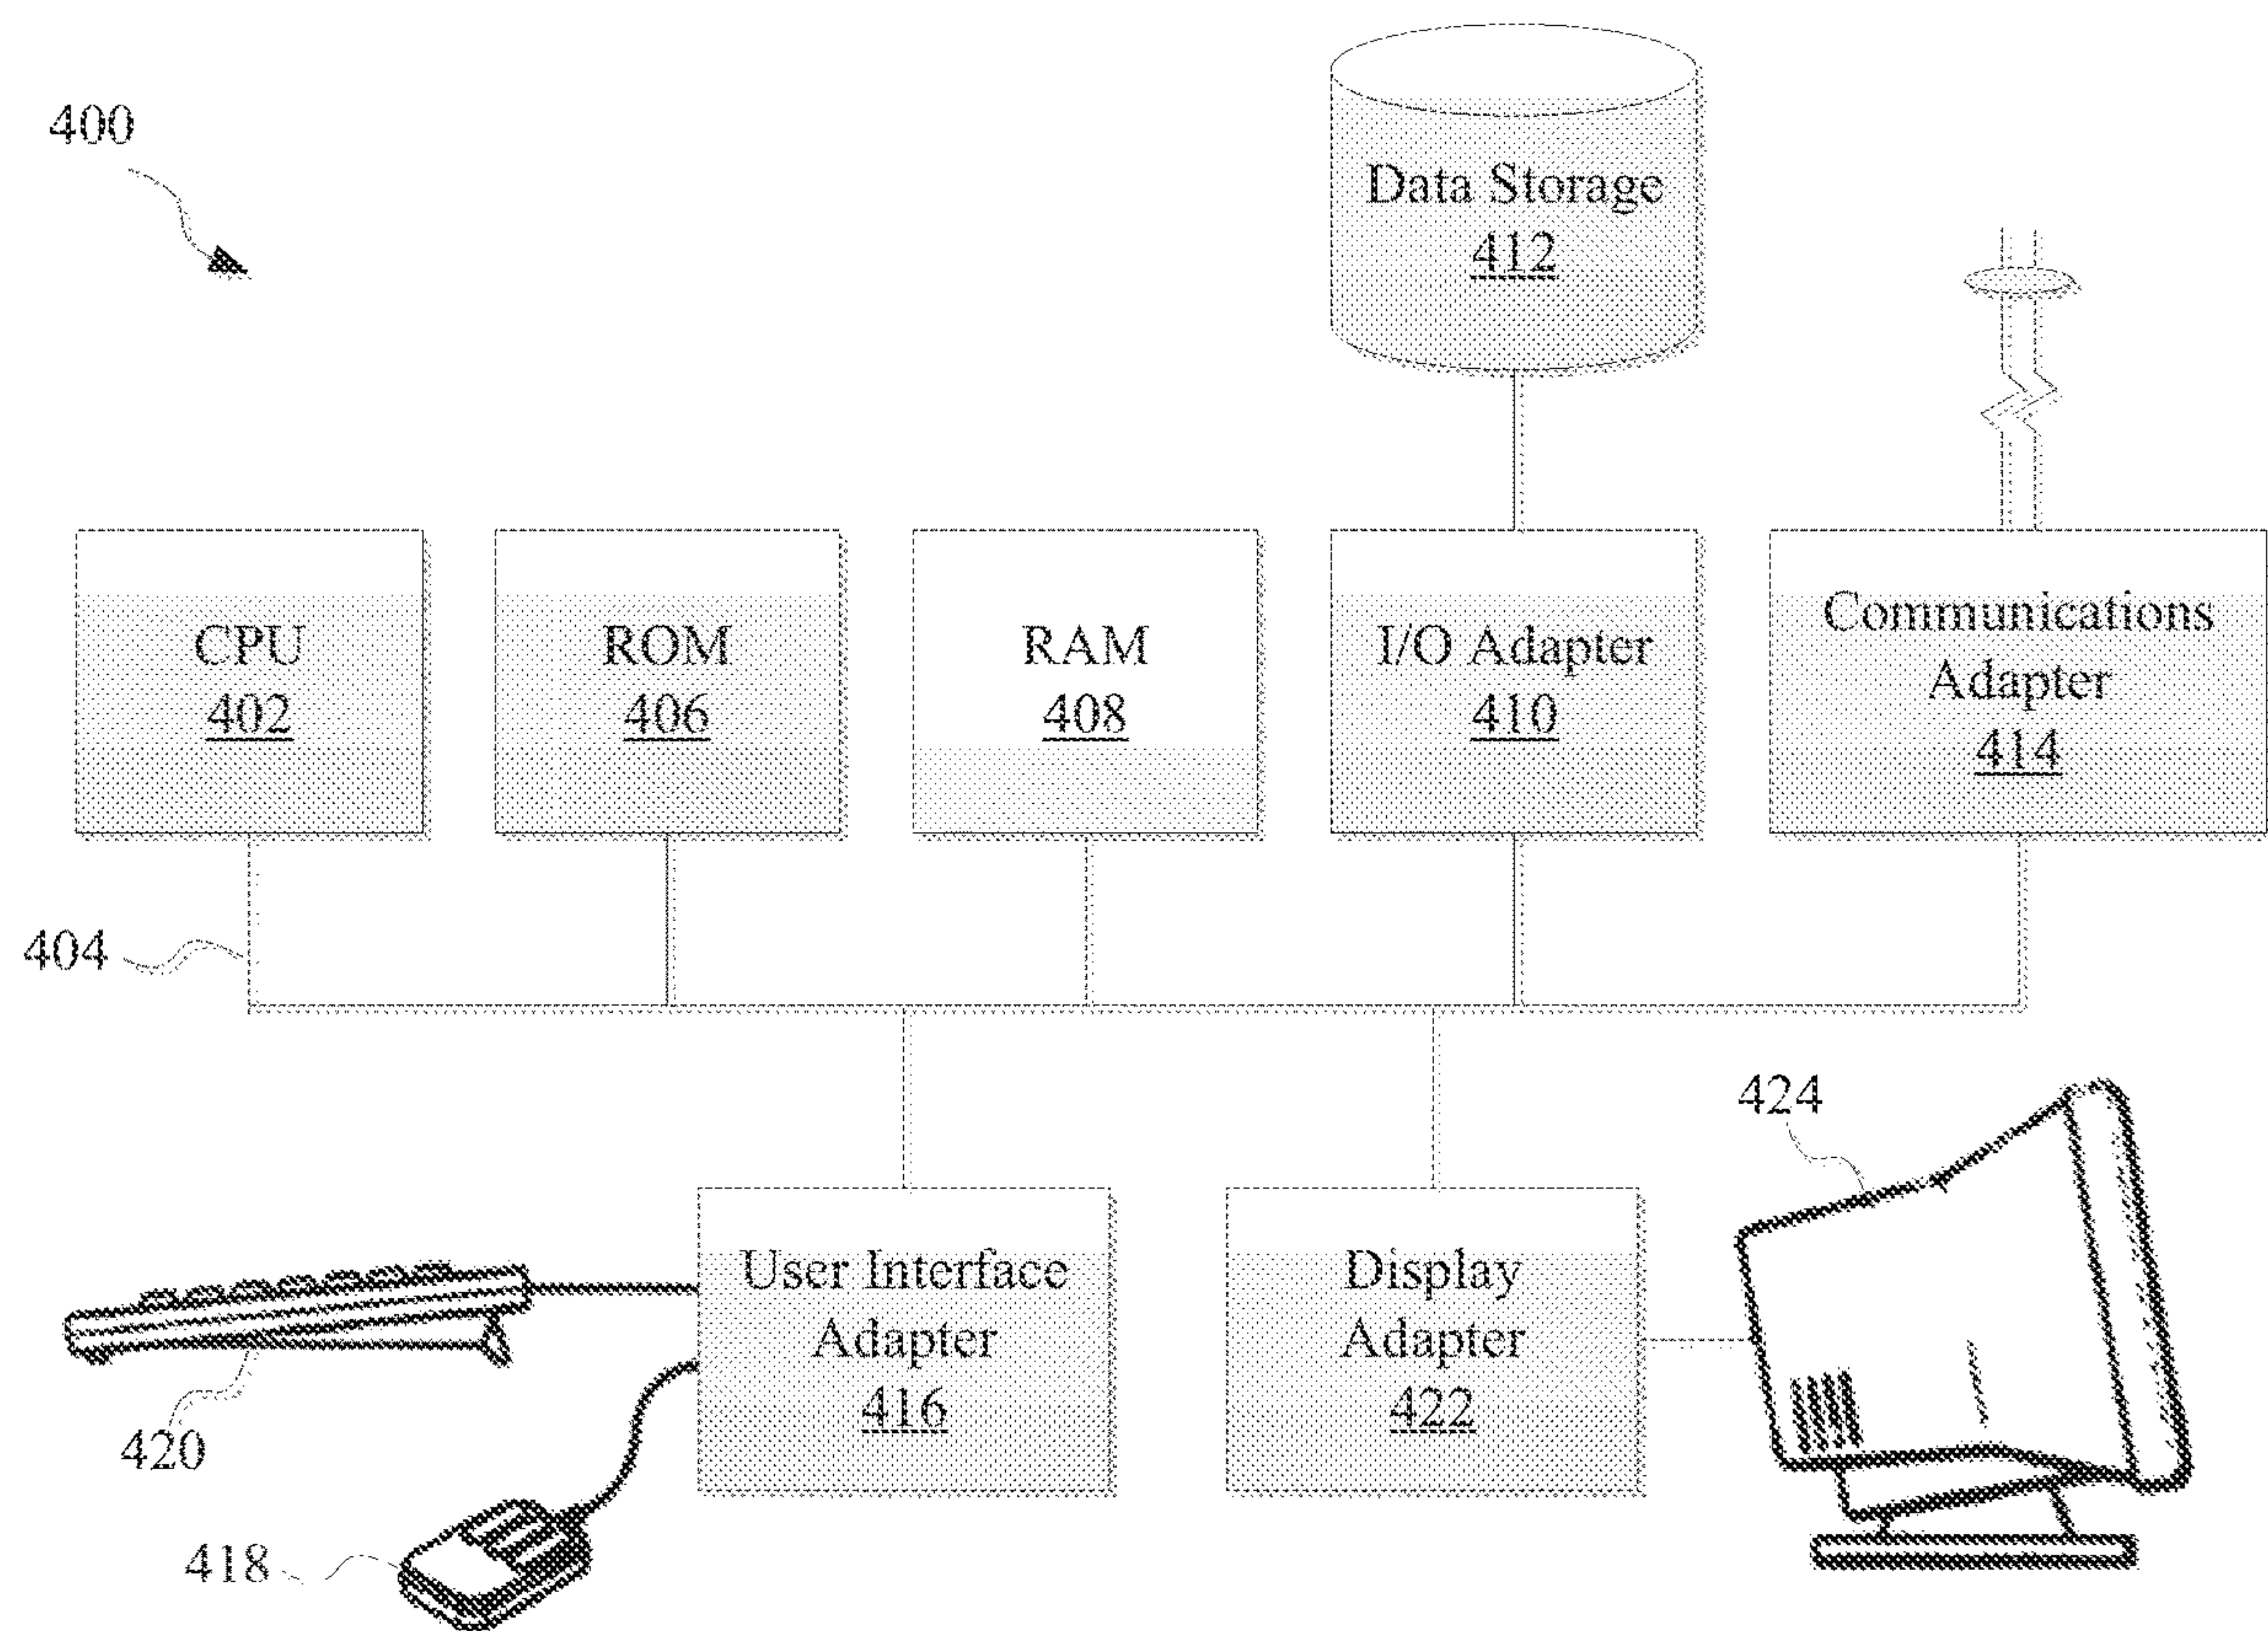 400
Data Storage
412
CPU
402
ROM
406
RAM
408
I/O Adapter
410
Communications
Adapter
414
404
424
User Interface
Adapter
416
Display
Adapter
422
420
418